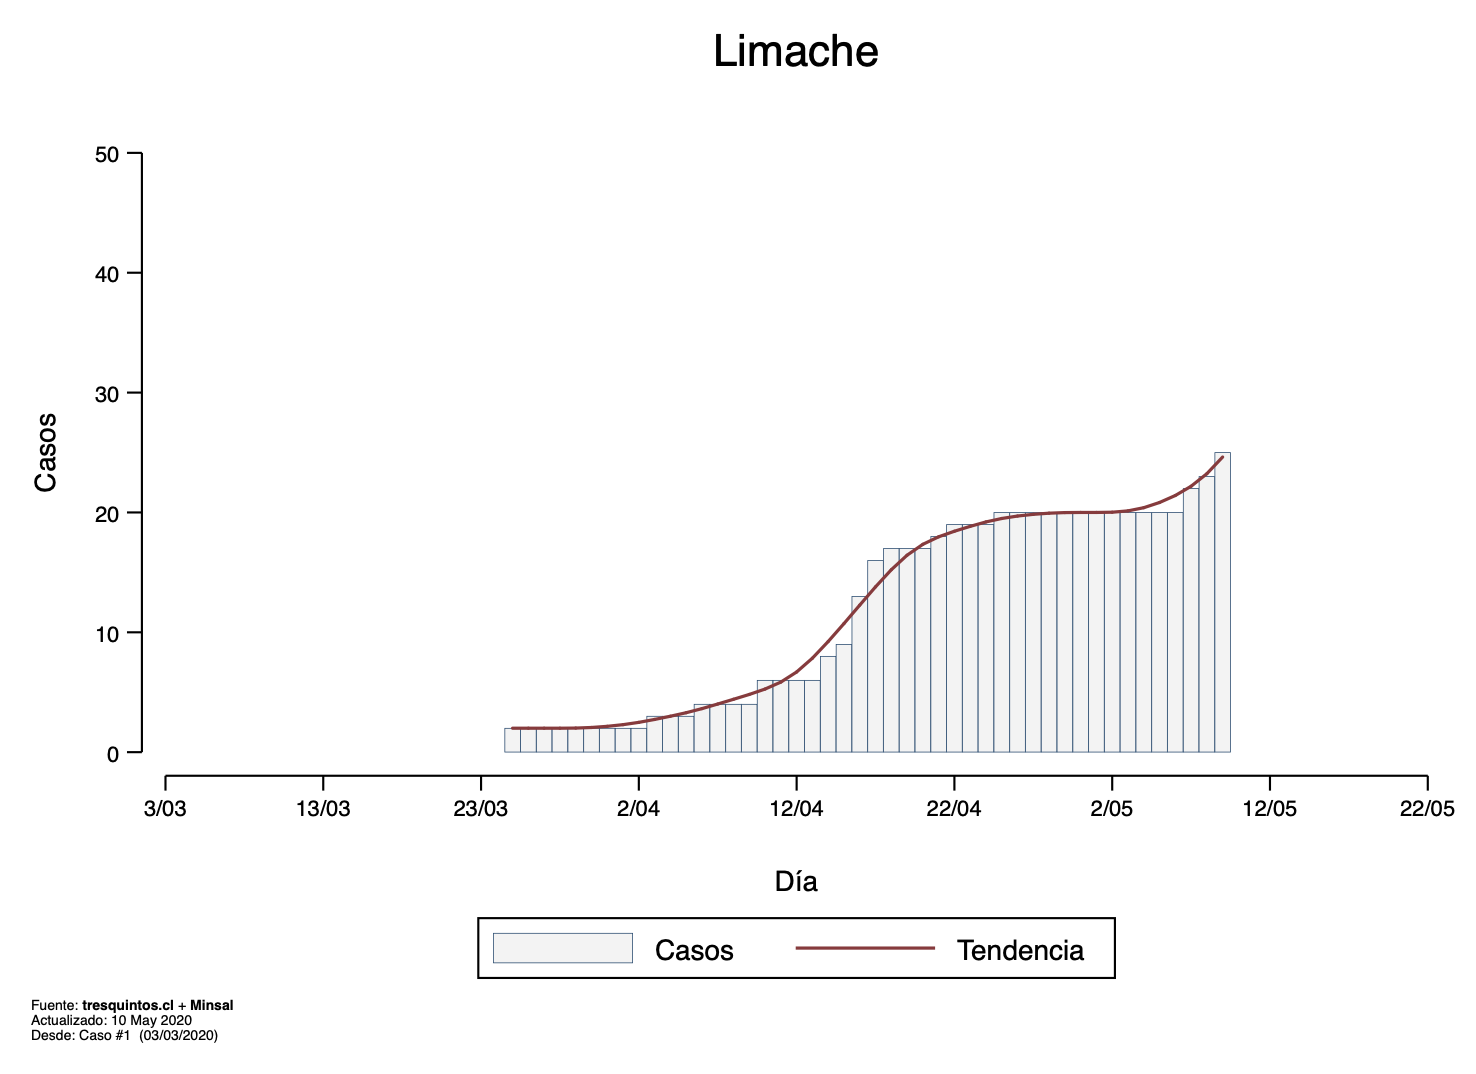 Limache
50
40
30
20
10
0
Casos
3/03 13/03 23/03 2/04 12/04 22/04 2/05 12/05 22/05
Día
Casos Tendencia
Fuente: tresquintos.cl + Minsal
Actualizado: 10 May 2020
Desde: Caso #1 (03/03/2020)